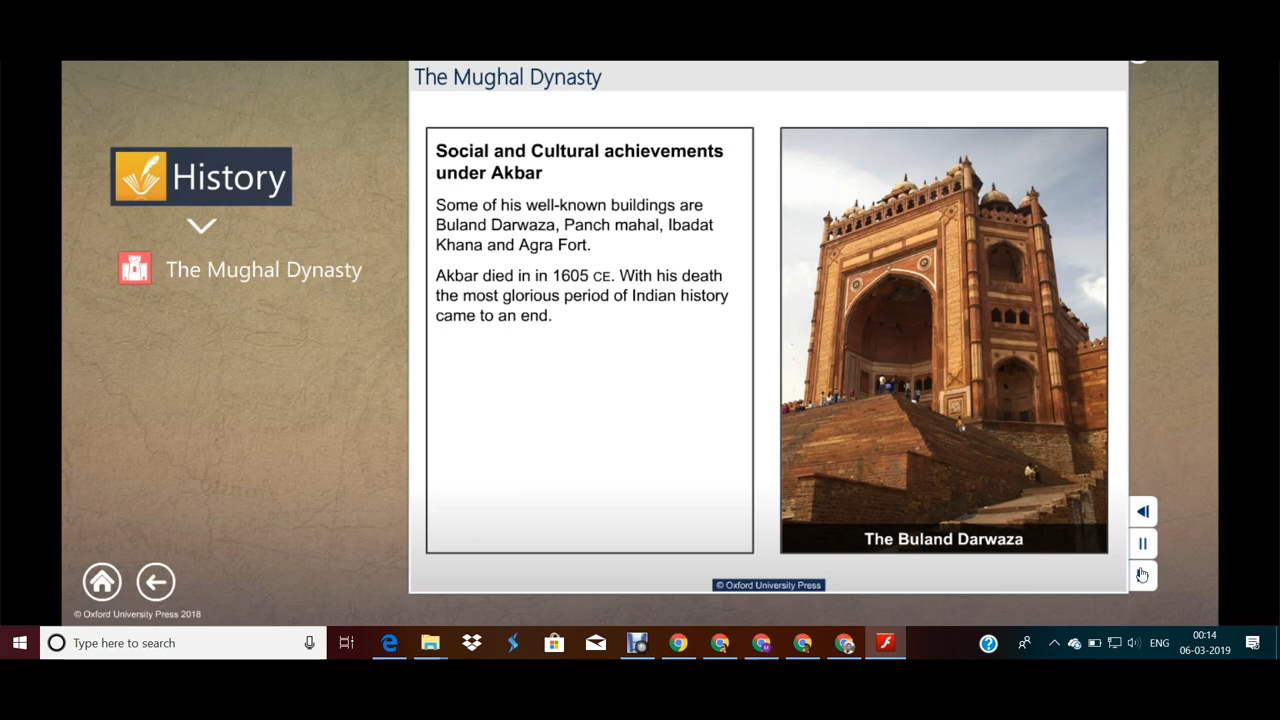 The Mughal Dynasty
History
The Mughal Dynasty
Social and Cultural achievements
under Akbar
Some of his well-known buildings are
Buland Darwaza, Panch mahal, Ibadat
Khana and Agra Fort.
Akbar died in in 1605 CE. With his death
the most glorious period of Indian history
came to an end.
The Buland Darwaza
© Oxford University Press
© Oxford University Press 2018
Type here to search
ENG
00:14
06-03-2019